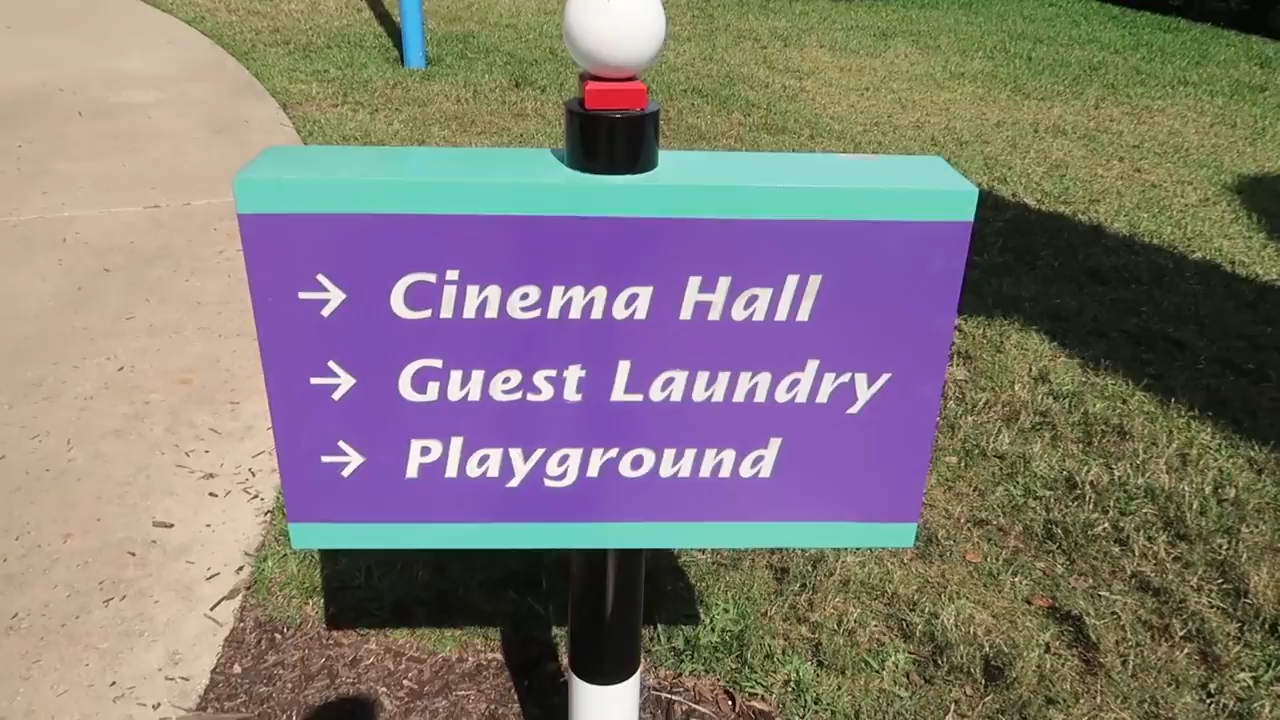 → Cinema Hall
→ Guest Laundry
→ Playground